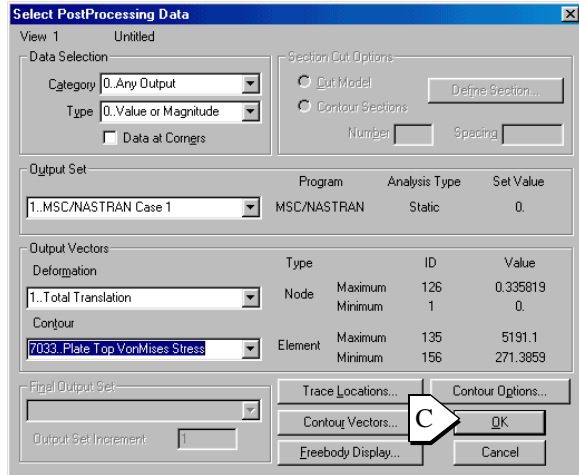 Select PostProcessing Data
View 1 Untitled
Data Selection
Category 0..Any Output
Type 0..Value or Magnitude
Data at Corners
Section Cut Options
Cut Model
Contour Sections
Define Section...
Number Spacing
Output Set
1..MSC/NASTRAN Case 1
Program Analysis Type Set Value
MSC/NASTRAN Static 0.
Output Vectors
Deformation
1..Total Translation
Contour
7033..Plate Top VonMises Stress
Type ID Value
Node Maximum 126 0.335819
Minimum 1 0.
Element Maximum 135 5191.1
Minimum 156 271.3859
Final Output Set
Output Set Increment 1
Trace Locations... Contour Options...
Contour Vectors... C OK
Freebody Display... Cancel